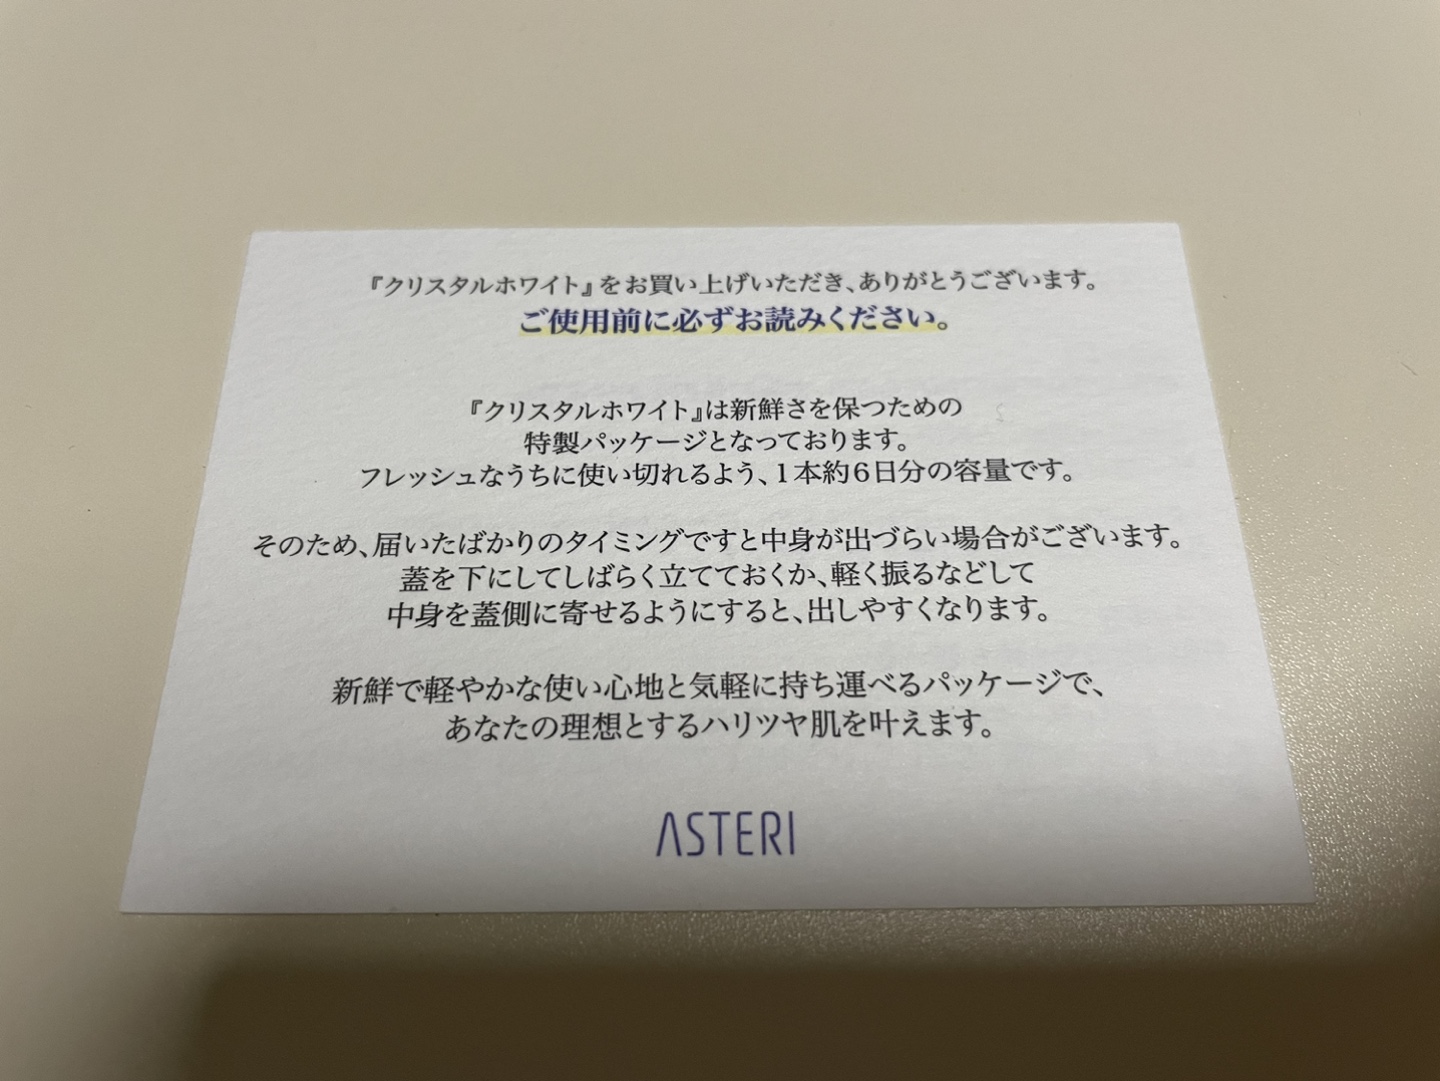 『クリスタルホワイト』をお買い上げいただき、ありがとうございます。
ご使用前に必ずお読みください。
『クリスタルホワイト』は新鮮さを保つための
特製パッケージとなっております。
フレッシュなうちに使い切れるよう、1本約6日分の容量です。
そのため、届いたばかりのタイミングですと中身が出づらい場合がございます。
蓋を下にしてしばらく立てておくか、軽く振るなどして
中身を蓋側に寄せるようにすると、出しやすくなります。
新鮮で軽やかな使い心地と気軽に持ち運べるパッケージで、
あなたの理想とするハリツヤ肌を叶えます。
ASTERI